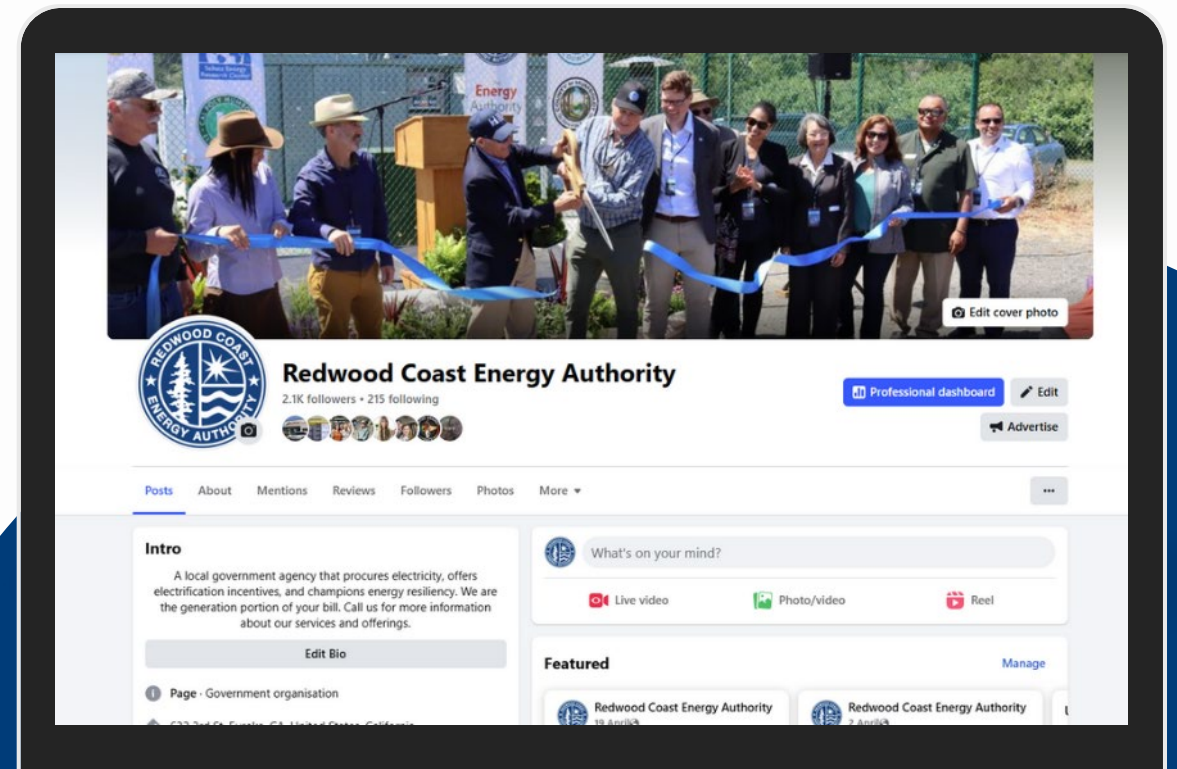 Energy
Authority
Edit cover photo
REDWOOD COAST
ENERGY AUTHORITY
Redwood Coast Energy Authority
2.1K followers • 215 following
Professional dashboard
Edit
Advertise
Posts About Mentions Reviews Followers Photos More
Intro
A local government agency that procures electricity, offers
electrification incentives, and champions energy resiliency. We are
the generation portion of your bill. Call us for more information
about our services and offerings.
Edit Bio
Page · Government organisation
What's on your mind?
Live video Photo/video Reel
Featured Manage
Redwood Coast Energy Authority
19 April
Redwood Coast Energy Authority
2 April